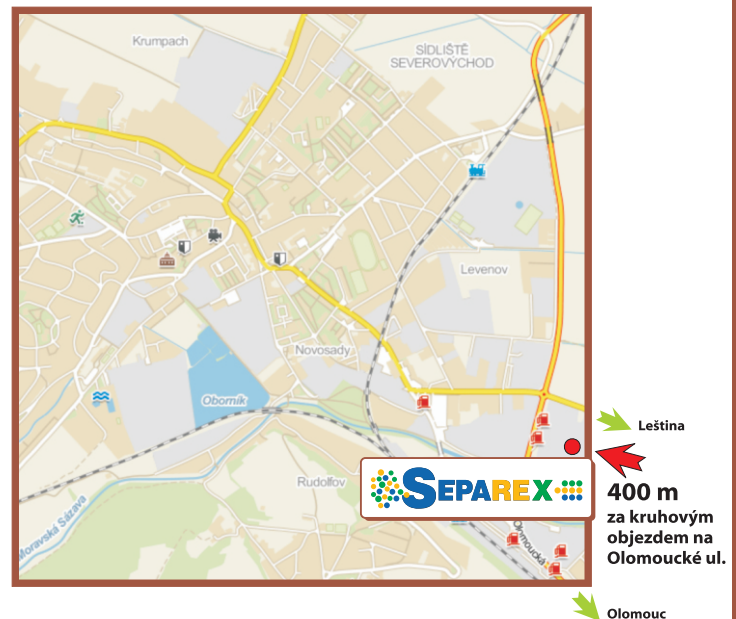 Krumpach
SÍDLIŠTĚ
SEVEROVÝCHOD
Levenov
Novosady
Oborník
Leština
Rudolfov
SEPAREX
400 m
za kruhovým
objezdem na
Olomoucké ul.
Moravská Sázava
Olomoucká
Olomouc